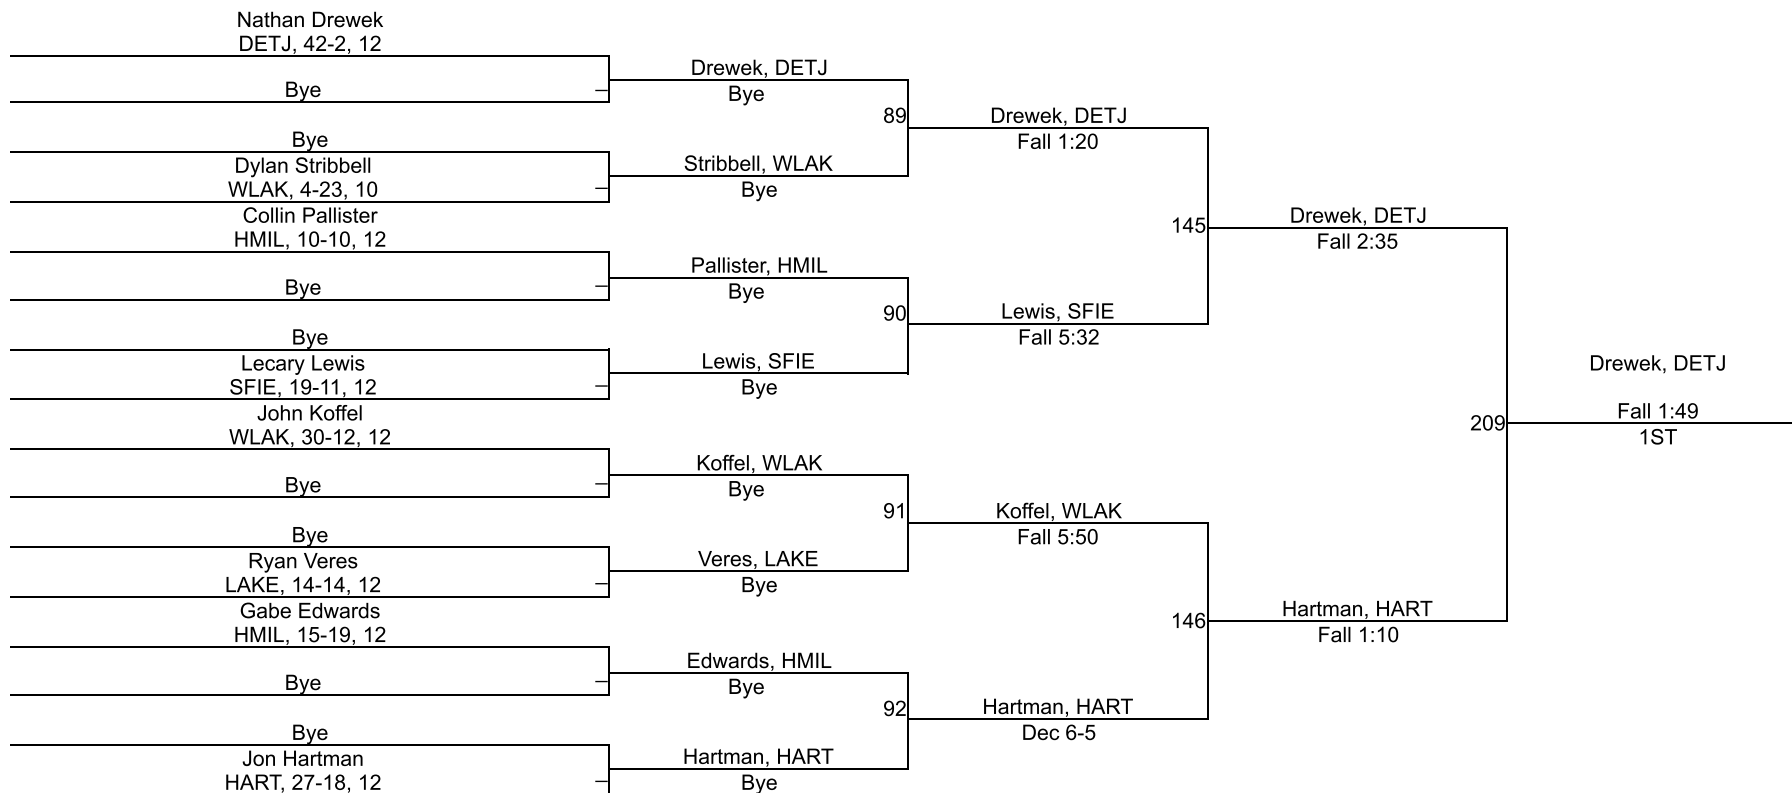 Nathan Drewek
DETJ, 42-2, 12
Bye
Bye
Dylan Stribbell
WLAK, 4-23, 10
Collin Pallister
HMIL, 10-10, 12
Bye
Bye
Lecary Lewis
SFIE, 19-11, 12
John Koffel
WLAK, 30-12, 12
Bye
Bye
Ryan Veres
LAKE, 14-14, 12
Gabe Edwards
HMIL, 15-19, 12
Bye
Bye
Jon Hartman
HART, 27-18, 12
Drewek, DETJ
Bye
89
Stribbell, WLAK
Bye
Pallister, HMIL
Bye
90
Lewis, SFIE
Bye
Koffel, WLAK
Bye
91
Veres, LAKE
Bye
Edwards, HMIL
Bye
92
Hartman, HART
Bye
Drewek, DETJ
Fall 1:20
145
Lewis, SFIE
Fall 5:32
Koffel, WLAK
Fall 5:50
146
Hartman, HART
Dec 6-5
Drewek, DETJ
Fall 2:35
209
Hartman, HART
Fall 1:10
Drewek, DETJ
Fall 1:49
1ST